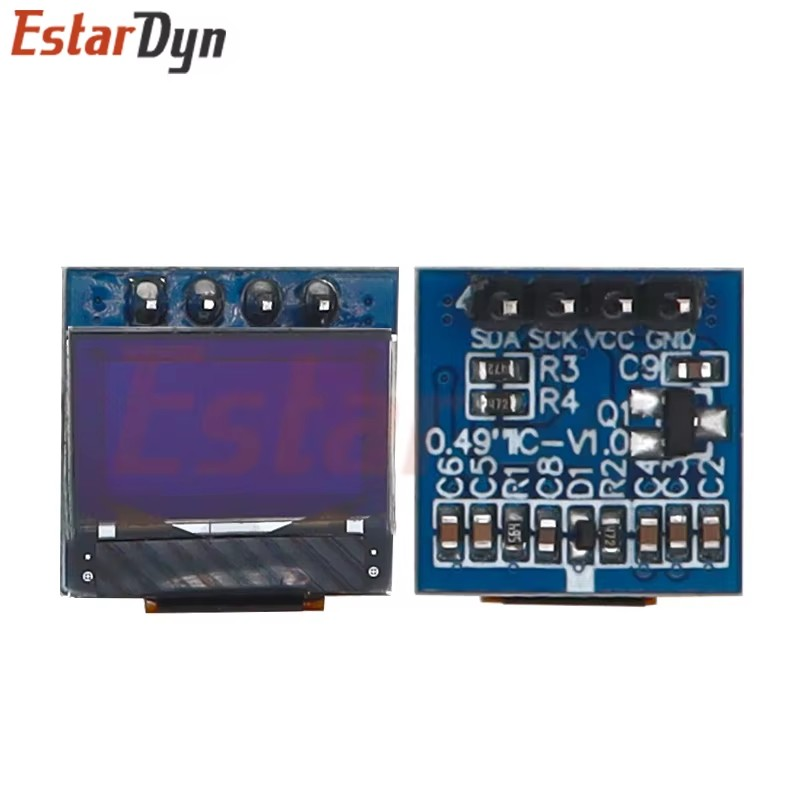 EstarDyn
Estar
SDA SCK VCC GND
472 R3 C9
472 R4 Q1
0.49"IIC-V1.0
C6 C5 R1 C8 D1 R2 C4 C3 C2
472